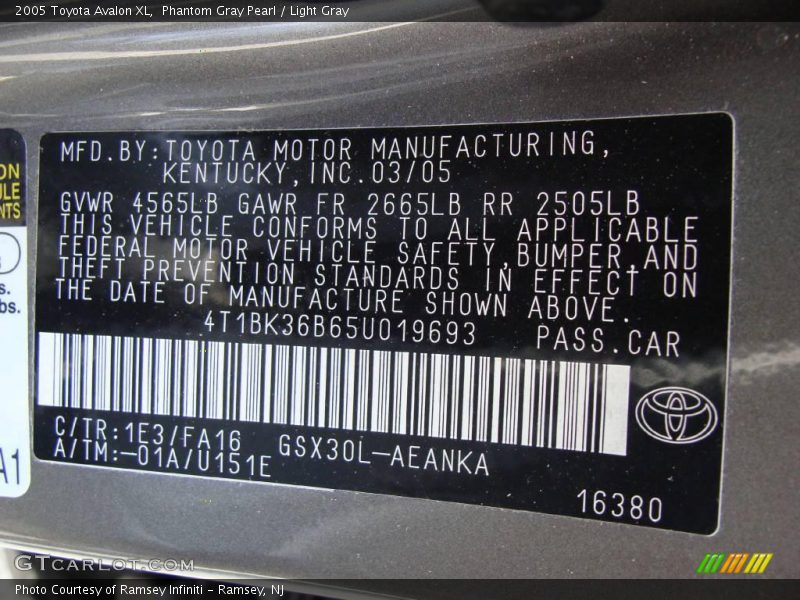 2005 Toyota Avalon XL, Phantom Gray Pearl / Light Gray
MFD.BY:TOYOTA MOTOR MANUFACTURING,
KENTUCKY,INC.03/05
GVWR 4565LB GAWR FR 2665LB RR 2505LB
THIS VEHICLE CONFORMS TO ALL APPLICABLE
FEDERAL MOTOR VEHICLE SAFETY,BUMPER,AND
THEFT PREVENTION STANDARDS IN EFFECT ON
THE DATE OF MANUFACTURE SHOWN ABOVE.
4T1BK36B65U019693 PASS.CAR
C/TR:1E3/FA16 GSX30L-AEANKA
A/TM:-01A/U151E
16380
A1
GTCARLOT.COM
Photo Courtesy of Ramsey Infiniti - Ramsey, NJ